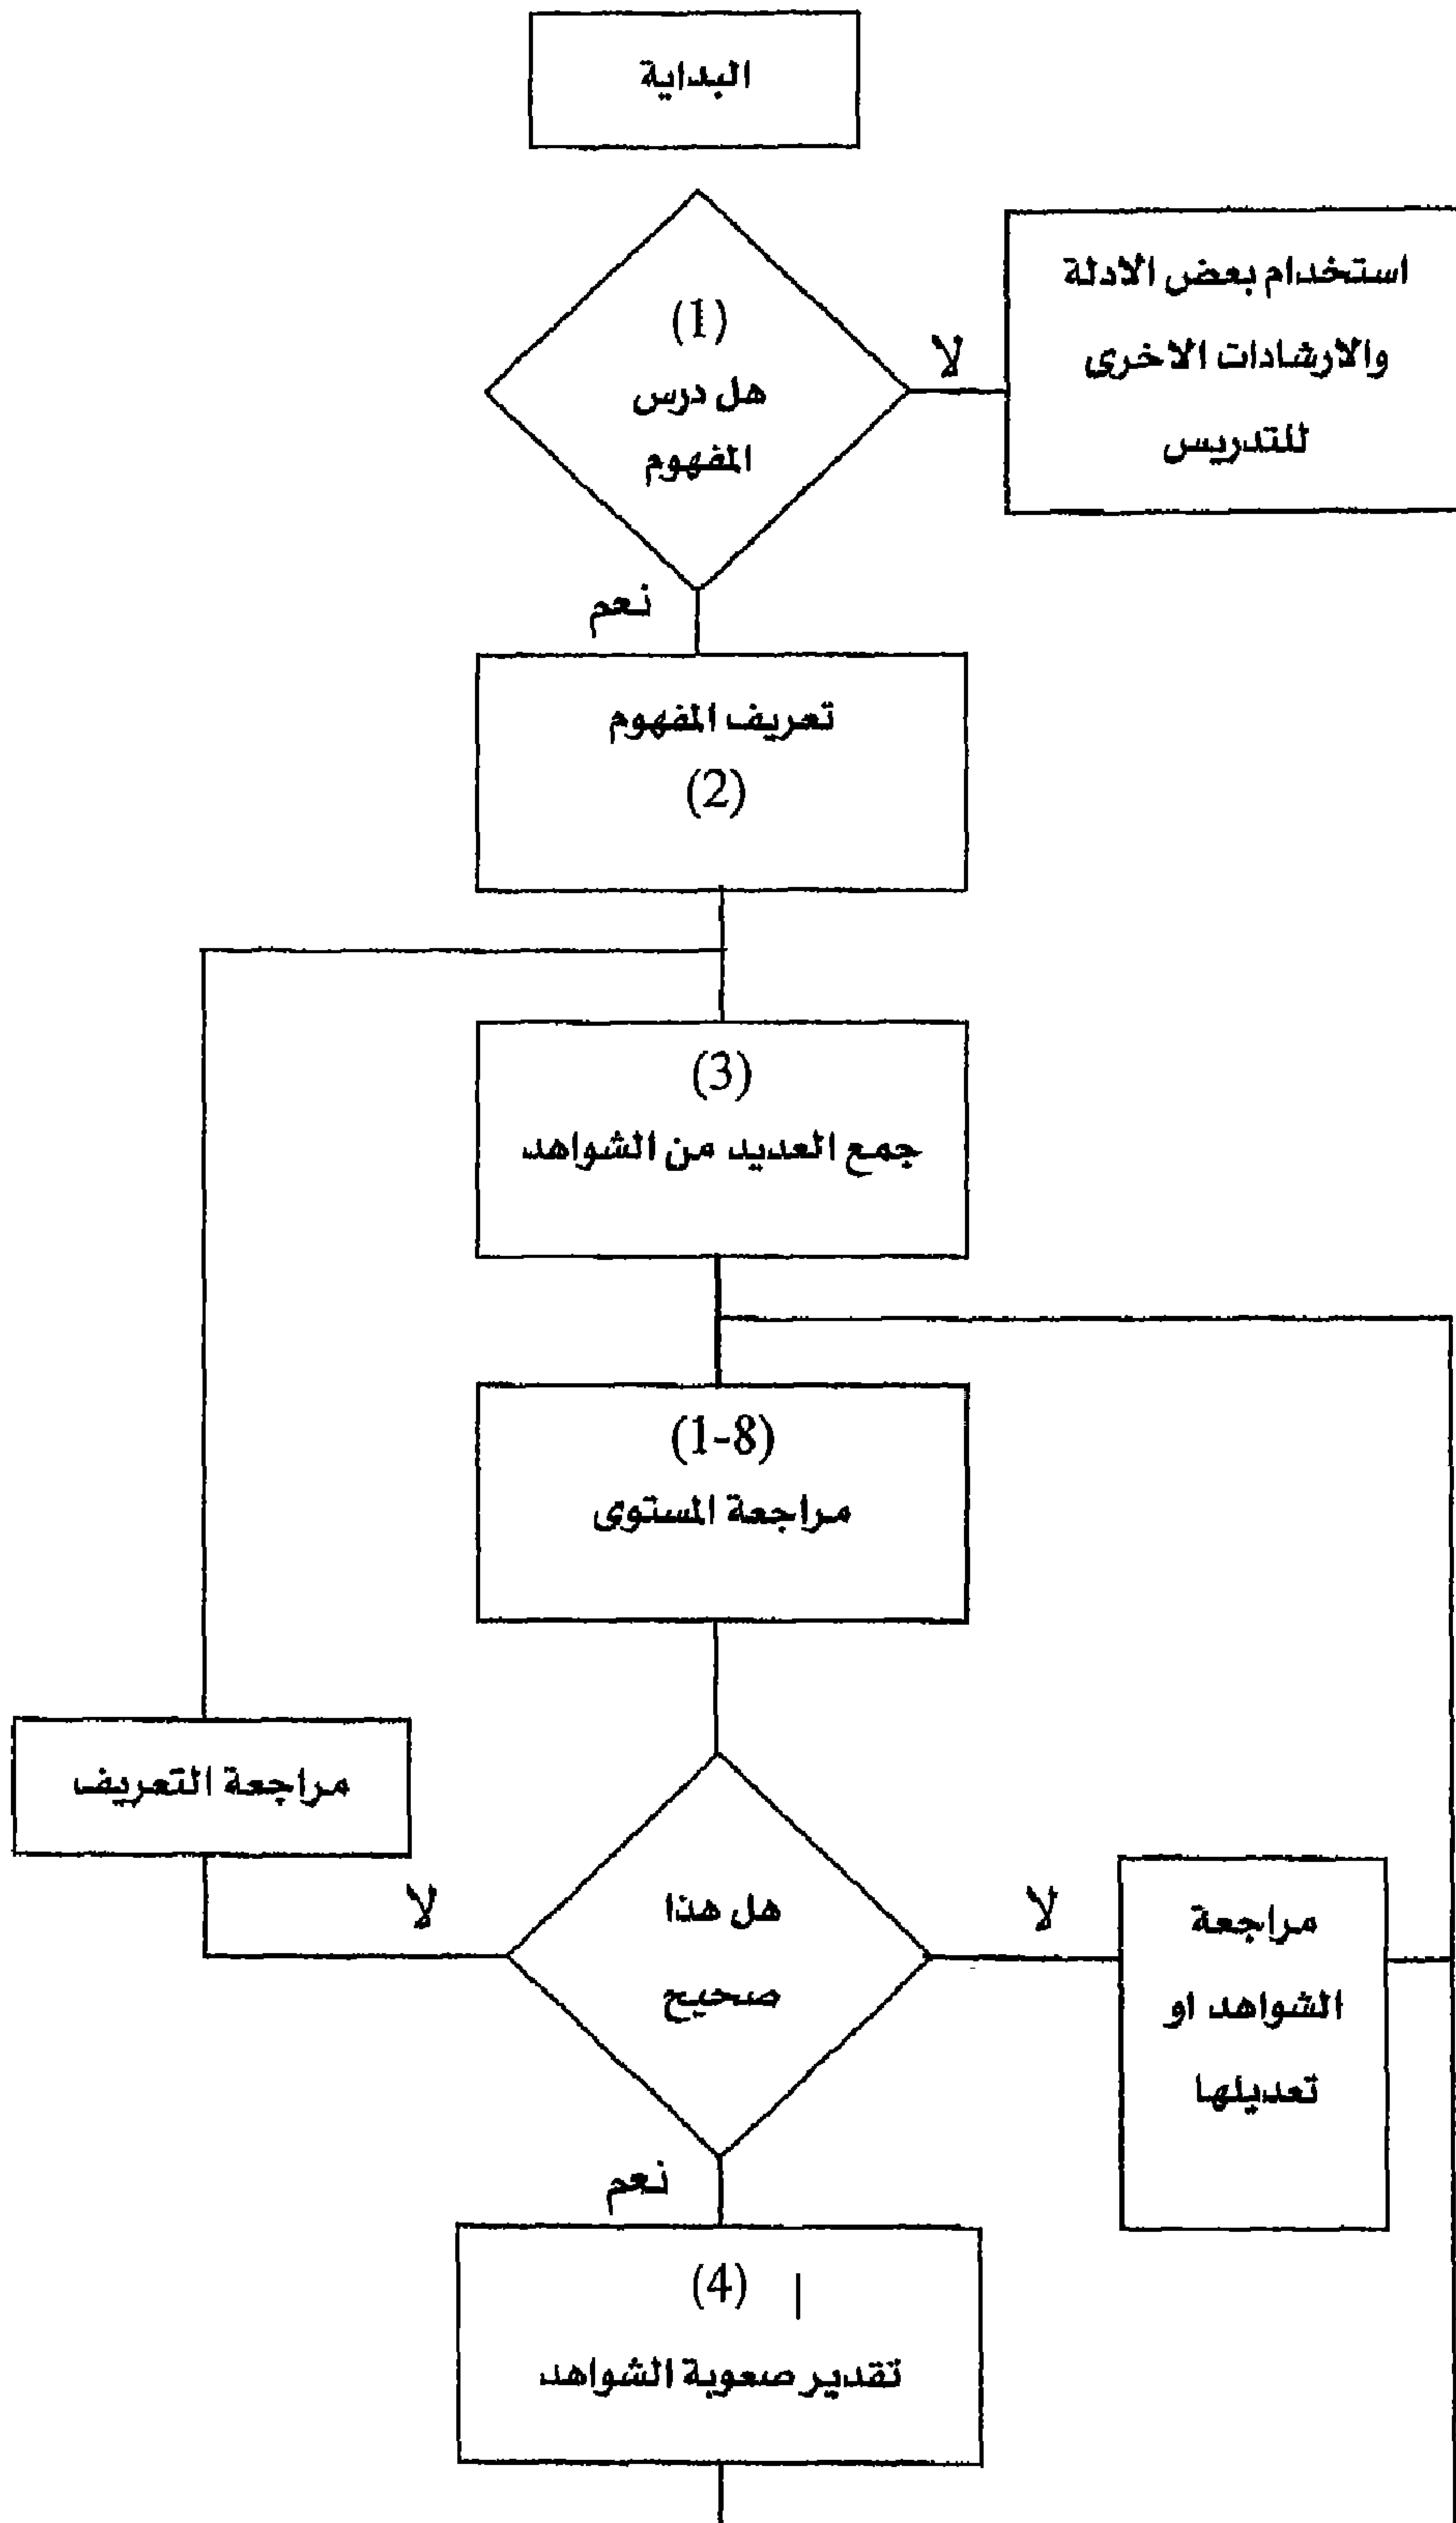 البداية
(1)
هل درس
المفهوم
لا
استخدام بعض الادلة
والارشادات الاخرى
للتدريس
نعم
تعريف المفهوم
(2)
(3)
جمع العديد من الشواهد
(1-8)
مراجعة المستوى
مراجعة التعريف
لا
هل هذا
صحيح
لا
مراجعة
الشواهد او
تعديلها
نعم
(4)
تقدير صعوبة الشواهد